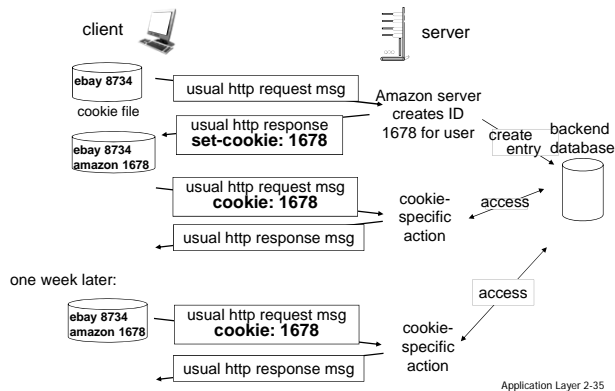 client
server
ebay 8734
cookie file
usual http request msg
Amazon server
creates ID
1678 for user
usual http response
set-cookie: 1678
create
entry
backend
database
ebay 8734
amazon 1678
usual http request msg
cookie: 1678
cookie-
specific
action
access
usual http response msg
one week later:
access
ebay 8734
amazon 1678
usual http request msg
cookie: 1678
cookie-
specific
action
usual http response msg
Application Layer 2-35